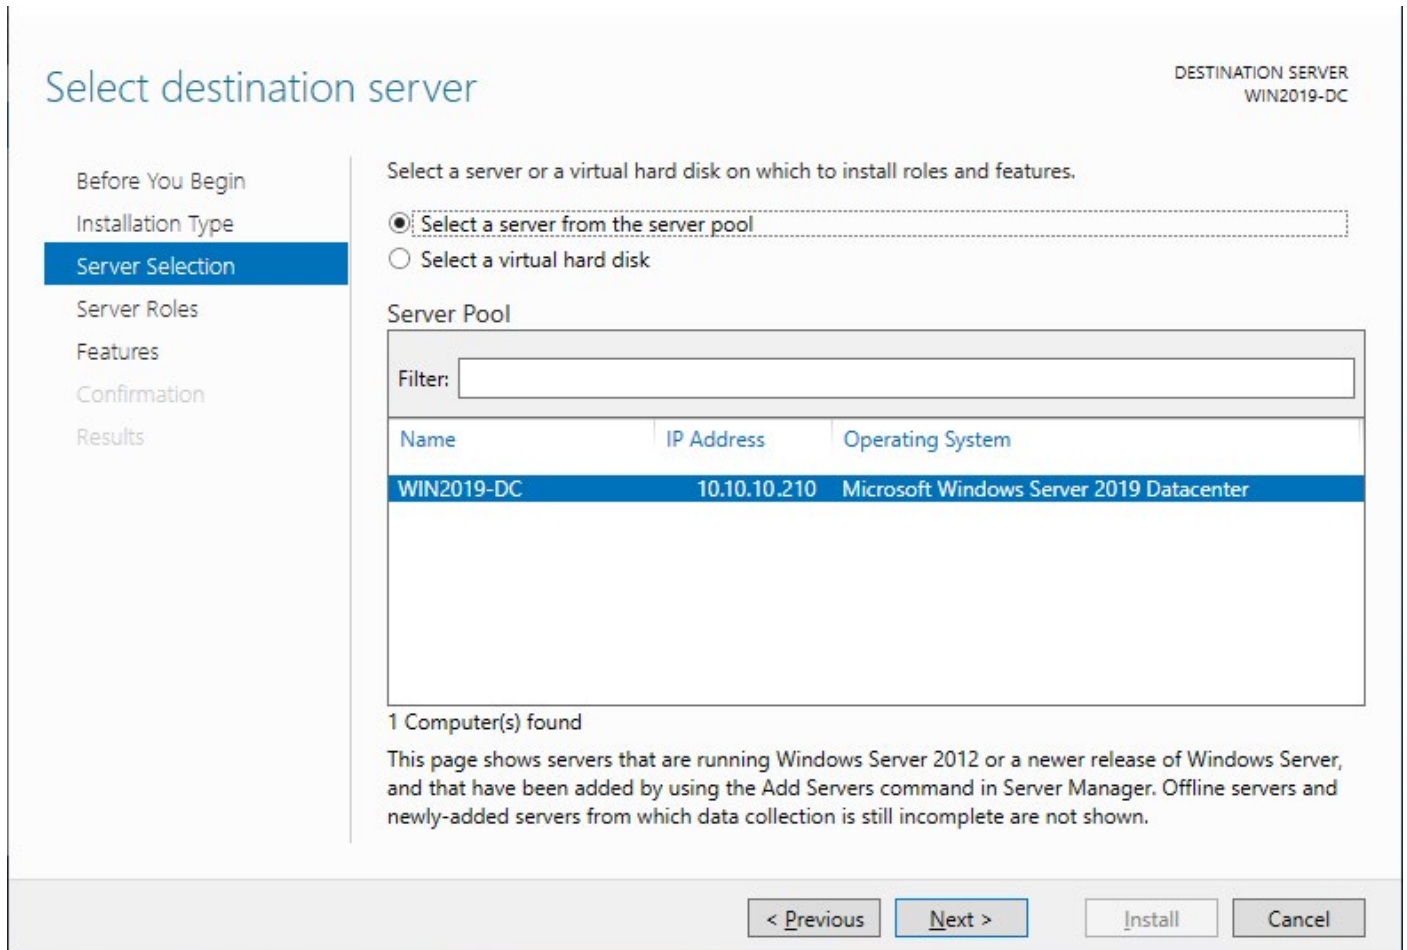 Select destination server
DESTINATION SERVER
WIN2019-DC
Before You Begin
Installation Type
Server Selection
Server Roles
Features
Confirmation
Results
Select a server or a virtual hard disk on which to install roles and features.
Select a server from the server pool
Select a virtual hard disk
Server Pool
Filter:
Name IP Address Operating System
WIN2019-DC 10.10.10.210 Microsoft Windows Server 2019 Datacenter
1 Computer(s) found
This page shows servers that are running Windows Server 2012 or a newer release of Windows Server,
and that have been added by using the Add Servers command in Server Manager. Offline servers and
newly-added servers from which data collection is still incomplete are not shown.
< Previous Next > Install Cancel